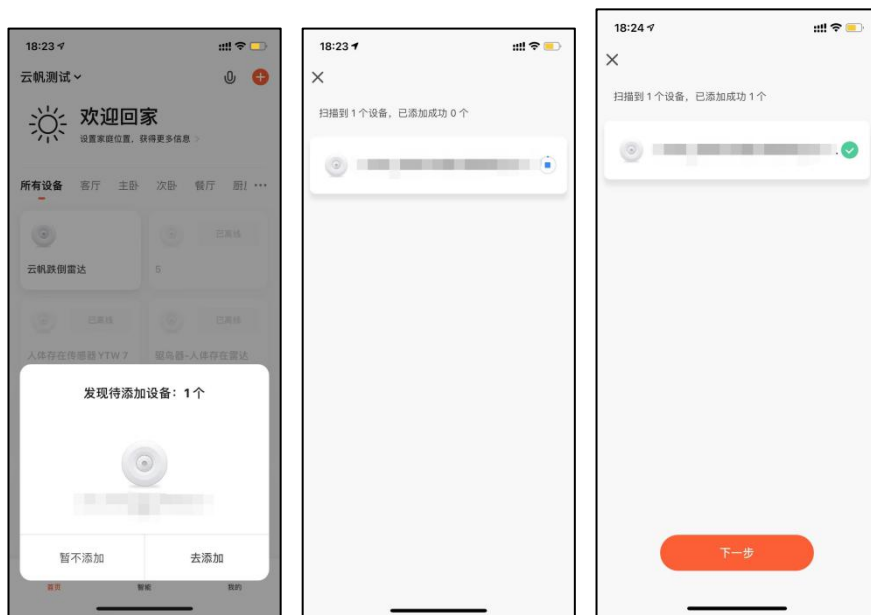 18:23
云帆测试
欢迎回家
设置家庭位置，获得更多信息
所有设备 客厅 主卧 次卧 餐厅 厨
已离线
云帆跌倒雷达
5
已离线
已离线
人体存在传感器YTW 7
驱鸟器-人体存在雷达
发现待添加设备：1个
暂不添加
去添加
首页
智能
我的
18:23
扫描到 1 个设备，已添加成功 0 个
18:24
扫描到 1 个设备，已添加成功 1 个
下一步